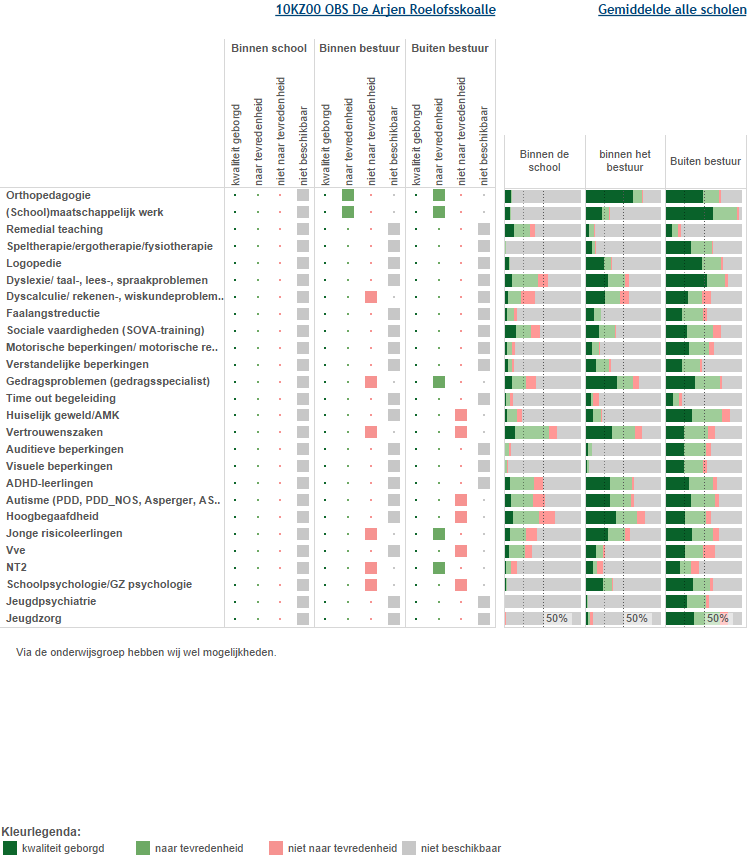 10KZ00 OBS De Arjen Roelofsskoalle Gemiddelde alle scholen
Binnen school Binnen bestuur Buiten bestuur
kwaliteit geborgd naar tevredenheid niet naar tevredenheid niet beschikbaar kwaliteit geborgd naar tevredenheid niet naar tevredenheid niet beschikbaar kwaliteit geborgd naar tevredenheid niet naar tevredenheid niet beschikbaar
Binnen de school
binnen het bestuur
Buiten bestuur
Orthopedagogie
(School)maatschappelijk werk
Remedial teaching
Speltherapie/ergotherapie/fysiotherapie
Logopedie
Dyslexie/ taal-, lees-, spraakproblemen
Dyscalculie/ rekenen-, wiskundeproblem..
Faalangstreductie
Sociale vaardigheden (SOVA-training)
Motorische beperkingen/ motorische re..
Verstandelijke beperkingen
Gedragsproblemen (gedragsspecialist)
Time out begeleiding
Huiselijk geweld/AMK
Vertrouwenszaken
Auditieve beperkingen
Visuele beperkingen
ADHD-leerlingen
Autisme (PDD, PDD_NOS, Asperger, AS..
Hoogbegaafdheid
Jonge risicoleerlingen
Vve
NT2
Schoolpsychologie/GZ psychologie
Jeugdpsychiatrie
Jeugdzorg 50% 50% 50%
Via de onderwijsgroep hebben wij wel mogelijkheden.
Kleurlegenda:
kwaliteit geborgd naar tevredenheid niet naar tevredenheid niet beschikbaar